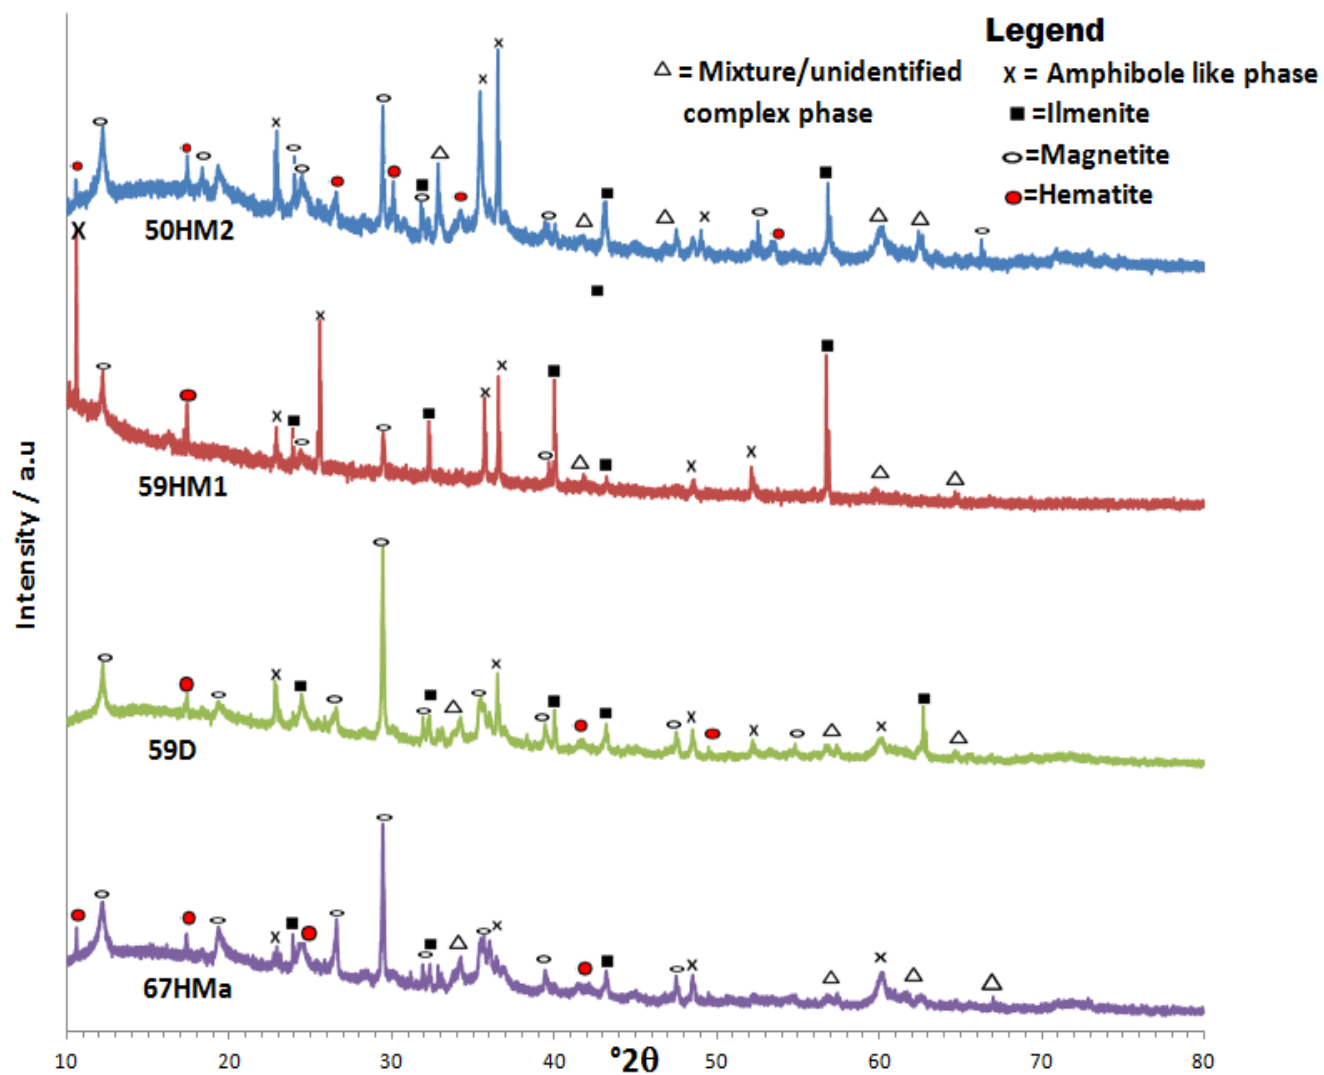 Legend
△ = Mixture/unidentified
complex phase
x = Amphibole like phase
■ =Ilmenite
=Magnetite
=Hematite
50HM2
59HM1
59D
67HMa
Intensity / a.u
10 20 30 40 50 60 70 80
°2θ